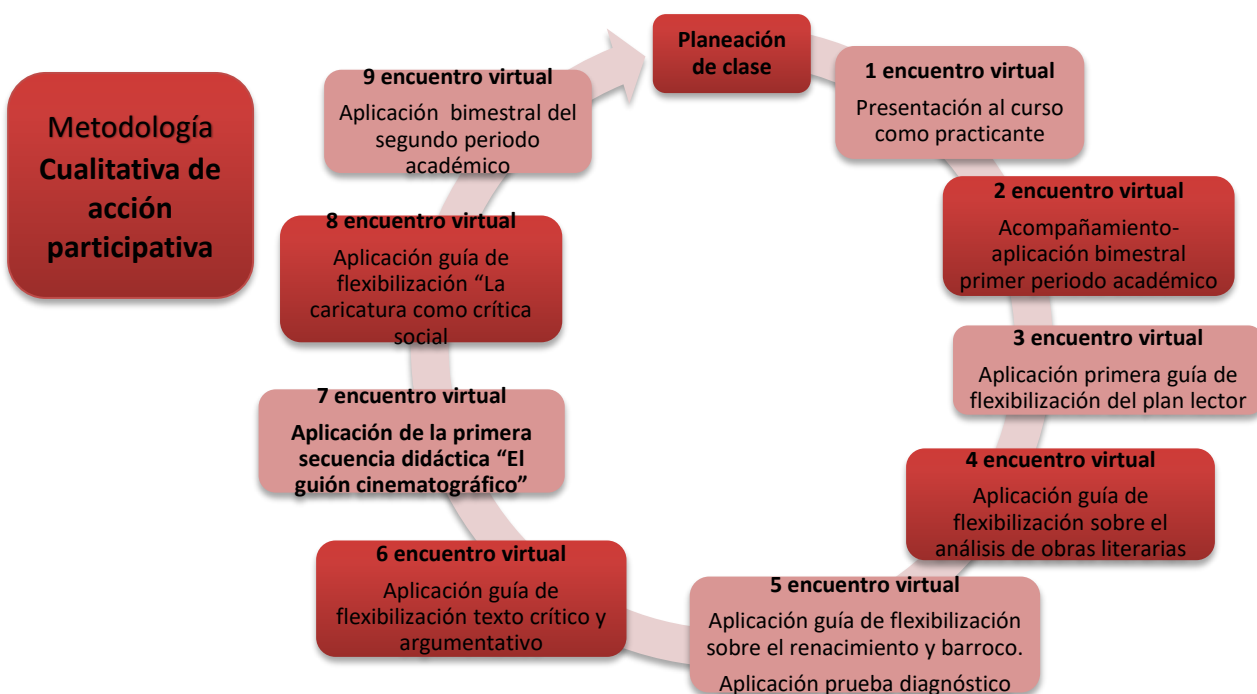 Metodología
Cualitativa de
acción
participativa
Planeación
de clase
1 encuentro virtual
Presentación al curso
como practicante
2 encuentro virtual
Acompañamiento-
aplicación bimestral
primer periodo académico
3 encuentro virtual
Aplicación primera guía de
flexibilización del plan lector
4 encuentro virtual
Aplicación guía de
flexibilización sobre el
análisis de obras literarias
5 encuentro virtual
Aplicación guía de flexibilización
sobre el renacimiento y barroco.
Aplicación prueba diagnóstico
6 encuentro virtual
Aplicación guía de
flexibilización texto crítico y
argumentativo
7 encuentro virtual
Aplicación de la primera
secuencia didáctica “El
guión cinematográfico”
8 encuentro virtual
Aplicación guía de
flexibilización “La
caricatura como crítica
social
9 encuentro virtual
Aplicación bimestral del
segundo periodo
académico